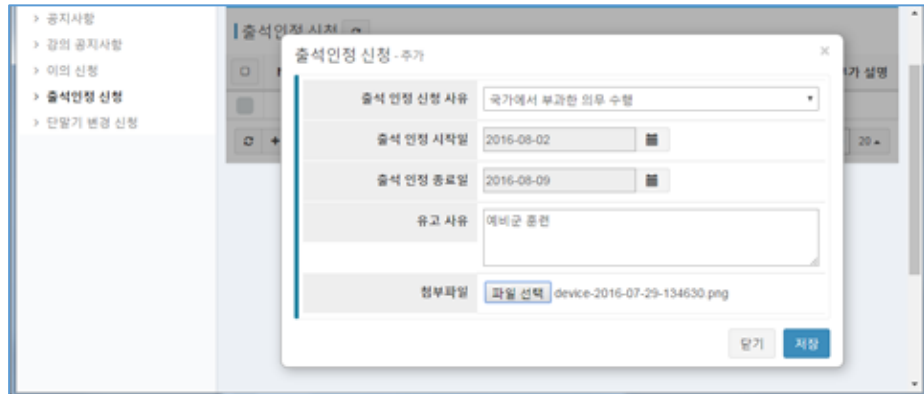 > 공지사항
> 강의 공지사항
> 이의 신청
> 출석인정 신청
> 단말기 변경 신청
출석인정 신청
출석인정 신청 - 추가
×
출석 인정 신청 사유 국가에서 부과한 의무 수행
출석 인정 시작일 2016-08-02
출석 인정 종료일 2016-08-09
유고 사유 예비군 훈련
첨부파일 파일 선택 device-2016-07-29-134630.png
닫기 저장
설명
20